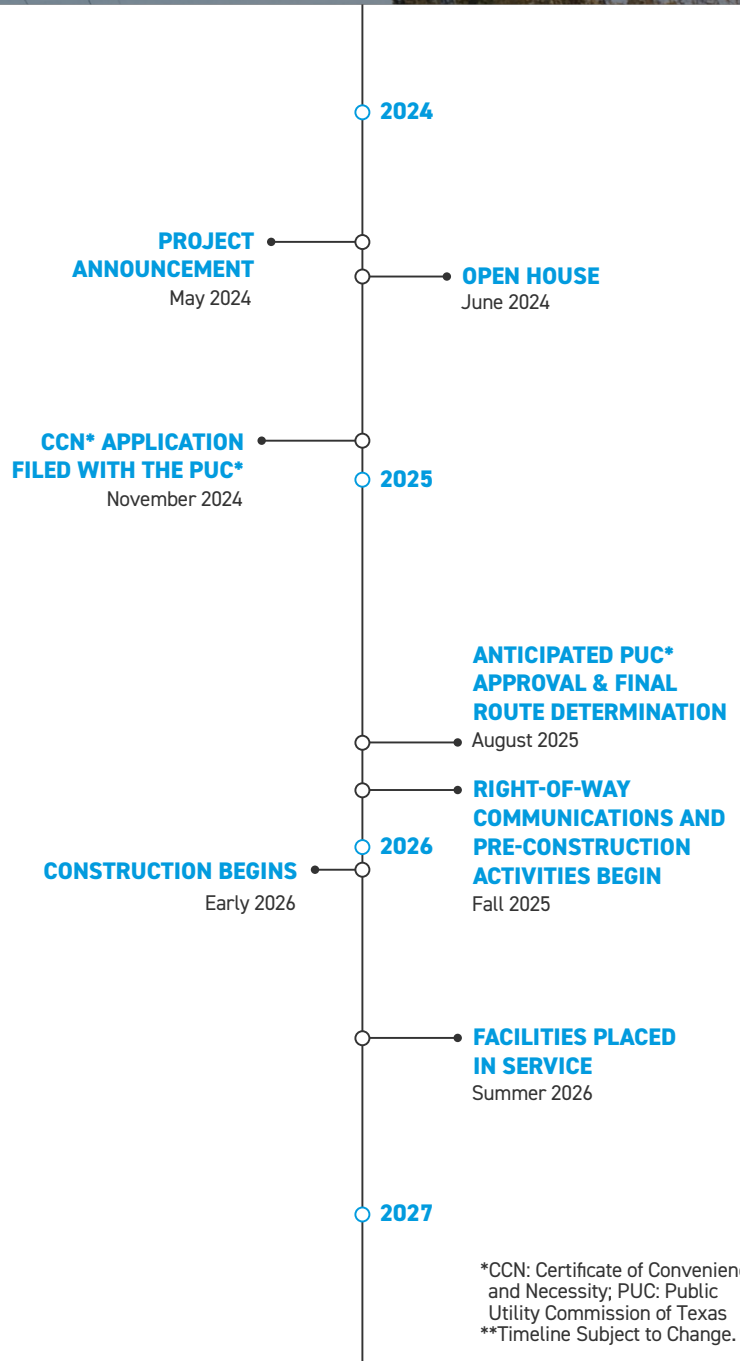 2024
PROJECT
ANNOUNCEMENT
May 2024
OPEN HOUSE
June 2024
CCN* APPLICATION
FILED WITH THE PUC*
November 2024
2025
ANTICIPATED PUC*
APPROVAL & FINAL
ROUTE DETERMINATION
August 2025
RIGHT-OF-WAY
COMMUNICATIONS AND
PRE-CONSTRUCTION
ACTIVITIES BEGIN
Fall 2025
2026
CONSTRUCTION BEGINS
Early 2026
FACILITIES PLACED
IN SERVICE
Summer 2026
2027
*CCN: Certificate of
and Necessity; PUC: Public
Utility Commission of Texas
**Timeline Subject to Change.